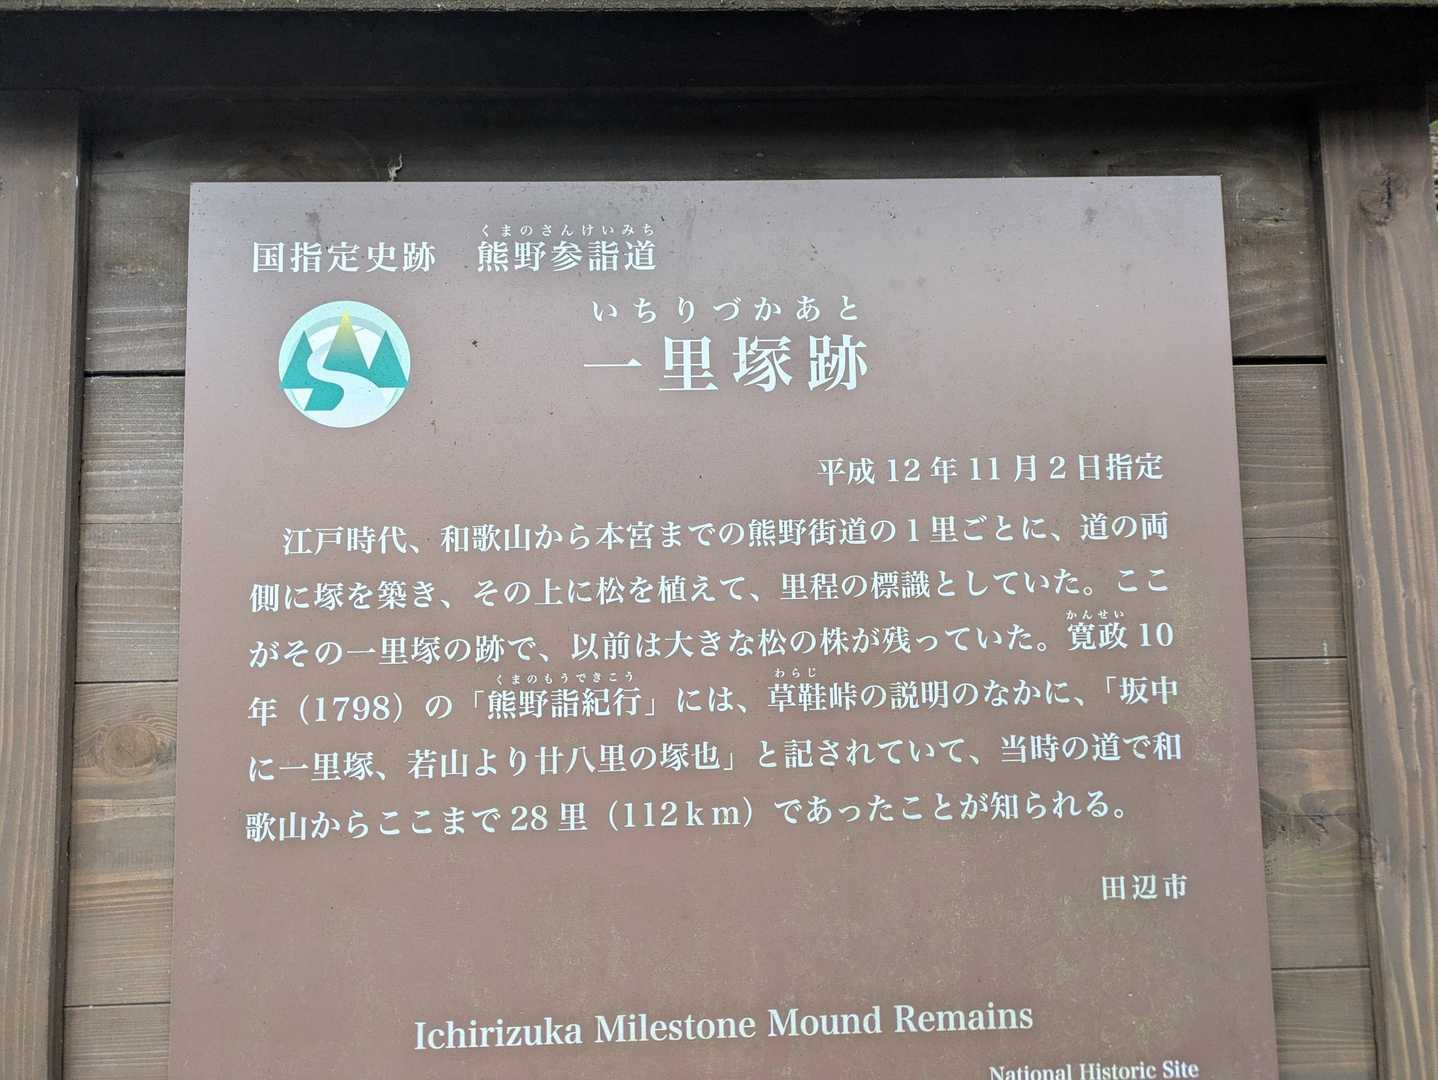 くまのさんけいみち
国指定史跡　熊野参詣道
いちりづかあと
一里塚跡
平成 12 年 11 月 2 日指定
江戸時代、和歌山から本宮までの熊野街道の 1 里ごとに、道の両
側に塚を築き、その上に松を植えて、里程の標識としていた。ここ
かんせい
がその一里塚の跡で、以前は大きな松の株が残っていた。寛政 10
くまのもうできこう　わらじ
年（1798）の「熊野詣紀行」には、草鞋峠の説明のなかに、「坂中
に一里塚、若山より廿八里の塚也」と記されていて、当時の道で和
歌山からここまで 28 里（112ｋｍ）であったことが知られる。
田辺市
Ichirizuka Milestone Mound Remains
National Historic Site